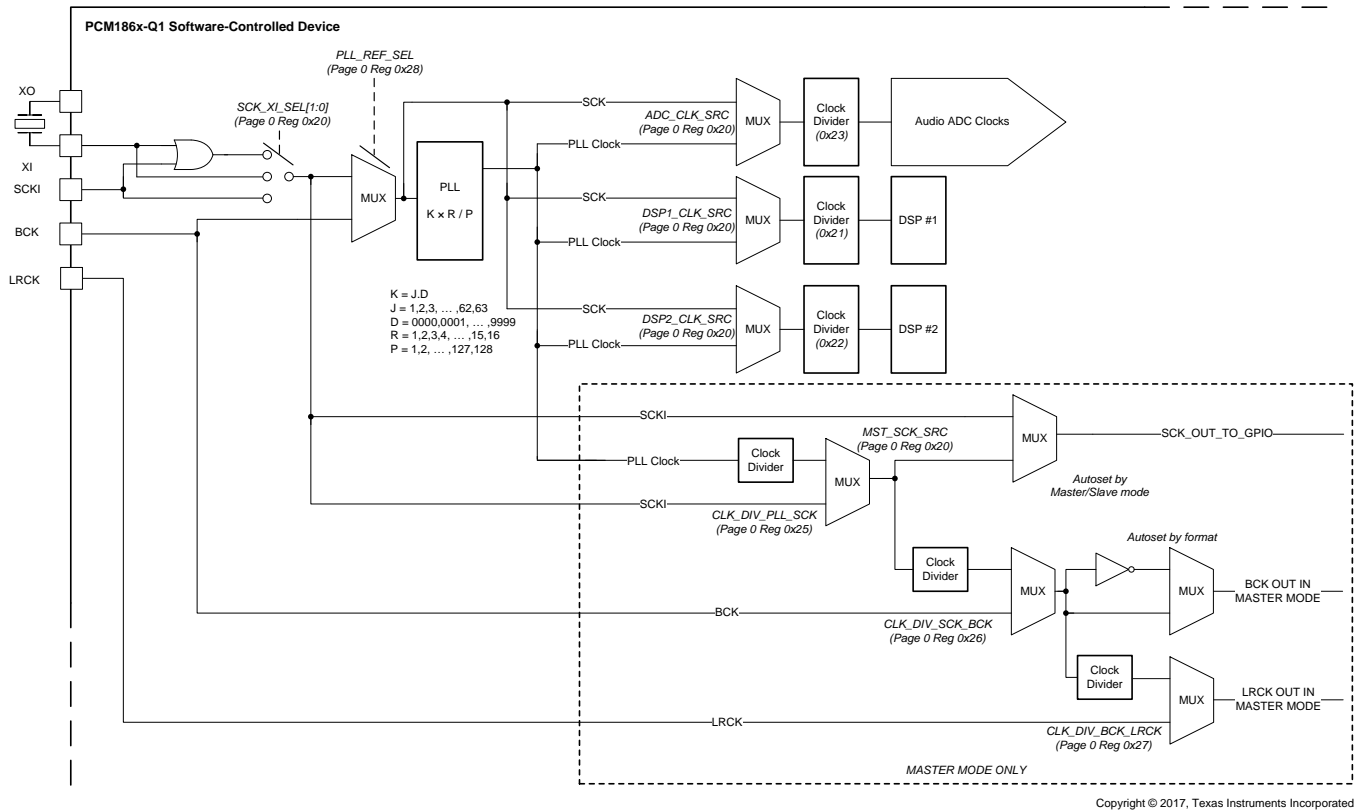 PCM186x-Q1 Software-Controlled Device
PLL_REF_SEL
(Page 0 Reg 0x28)
XO
SCK_XI_SEL[1:0]
(Page 0 Reg 0x20)
XI
SCKI
BCK
LRCK
MUX
PLL
K × R / P
K = J.D
J = 1,2,3, … ,62,63
D = 0000,0001, … ,9999
R = 1,2,3,4, … ,15,16
P = 1,2, … ,127,128
SCK
ADC_CLK_SRC
(Page 0 Reg 0x20)
PLL Clock
MUX
Clock
Divider
(0x23)
Audio ADC Clocks
SCK
DSP1_CLK_SRC
(Page 0 Reg 0x20)
PLL Clock
MUX
Clock
Divider
(0x21)
DSP #1
SCK
DSP2_CLK_SRC
(Page 0 Reg 0x20)
PLL Clock
MUX
Clock
Divider
(0x22)
DSP #2
SCKI
MST_SCK_SRC
(Page 0 Reg 0x20)
MUX
SCK_OUT_TO_GPIO
Autoset by
Master/Slave mode
PLL Clock
Clock
Divider
MUX
SCKI
CLK_DIV_PLL_SCK
(Page 0 Reg 0x25)
Autoset by format
Clock
Divider
MUX
MUX
BCK OUT IN
MASTER MODE
BCK
CLK_DIV_SCK_BCK
(Page 0 Reg 0x26)
Clock
Divider
MUX
LRCK OUT IN
MASTER MODE
LRCK
CLK_DIV_BCK_LRCK
(Page 0 Reg 0x27)
MASTER MODE ONLY
Copyright © 2017, Texas Instruments Incorporated